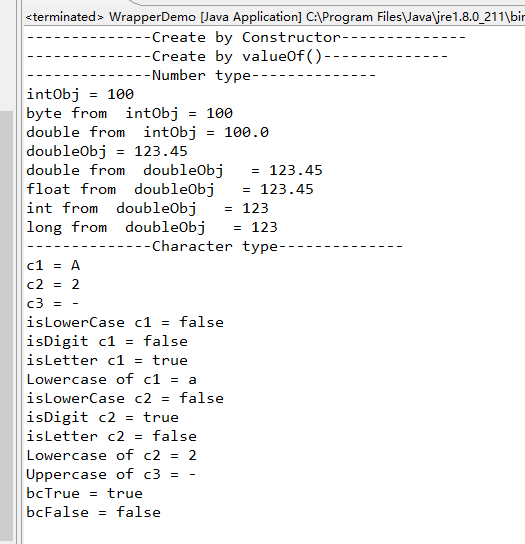 <terminated> WrapperDemo [Java Application] C:\Program Files\Java\jre1.8.0_211\bin
--------------Create by Constructor--------------
--------------Create by valueOf()--------------
--------------Number type--------------
intObj = 100
byte from  intObj = 100
double from  intObj = 100.0
doubleObj = 123.45
double from  doubleObj   = 123.45
float from  doubleObj   = 123.45
int from  doubleObj   = 123
long from  doubleObj   = 123
--------------Character type--------------
c1 = A
c2 = 2
c3 = -
isLowerCase c1 = false
isDigit c1 = false
isLetter c1 = true
Lowercase of c1 = a
isLowerCase c2 = false
isDigit c2 = true
isLetter c2 = false
Lowercase of c2 = 2
Uppercase of c3 = -
bcTrue = true
bcFalse = false